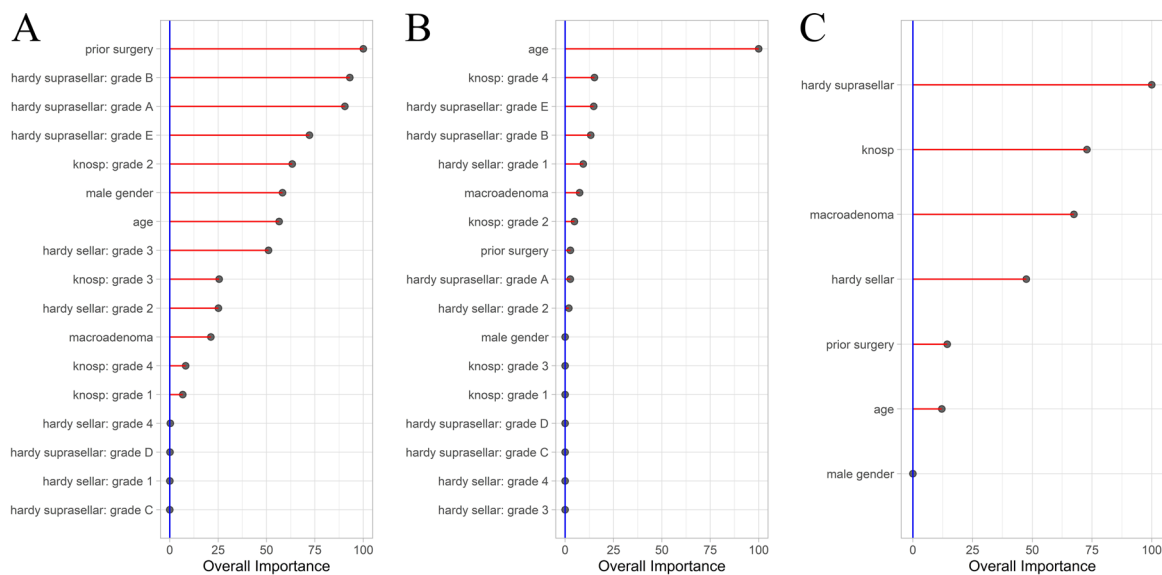 A
prior surgery
hardy suprasellar: grade B
hardy suprasellar: grade A
hardy suprasellar: grade E
knosp: grade 2
male gender
age
hardy sellar: grade 3
knosp: grade 3
hardy sellar: grade 2
macroadenoma
knosp: grade 4
knosp: grade 1
hardy sellar: grade 4
hardy suprasellar: grade D
hardy sellar: grade 1
hardy suprasellar: grade C
0 25 50 75 100
Overall Importance
B
age
knosp: grade 4
hardy suprasellar: grade E
hardy suprasellar: grade B
hardy sellar: grade 1
macroadenoma
knosp: grade 2
prior surgery
hardy suprasellar: grade A
hardy sellar: grade 2
male gender
knosp: grade 3
knosp: grade 1
hardy suprasellar: grade D
hardy suprasellar: grade C
hardy sellar: grade 4
hardy sellar: grade 3
0 25 50 75 100
Overall Importance
C
hardy suprasellar
knosp
macroadenoma
hardy sellar
prior surgery
age
male gender
0 25 50 75 100
Overall Importance